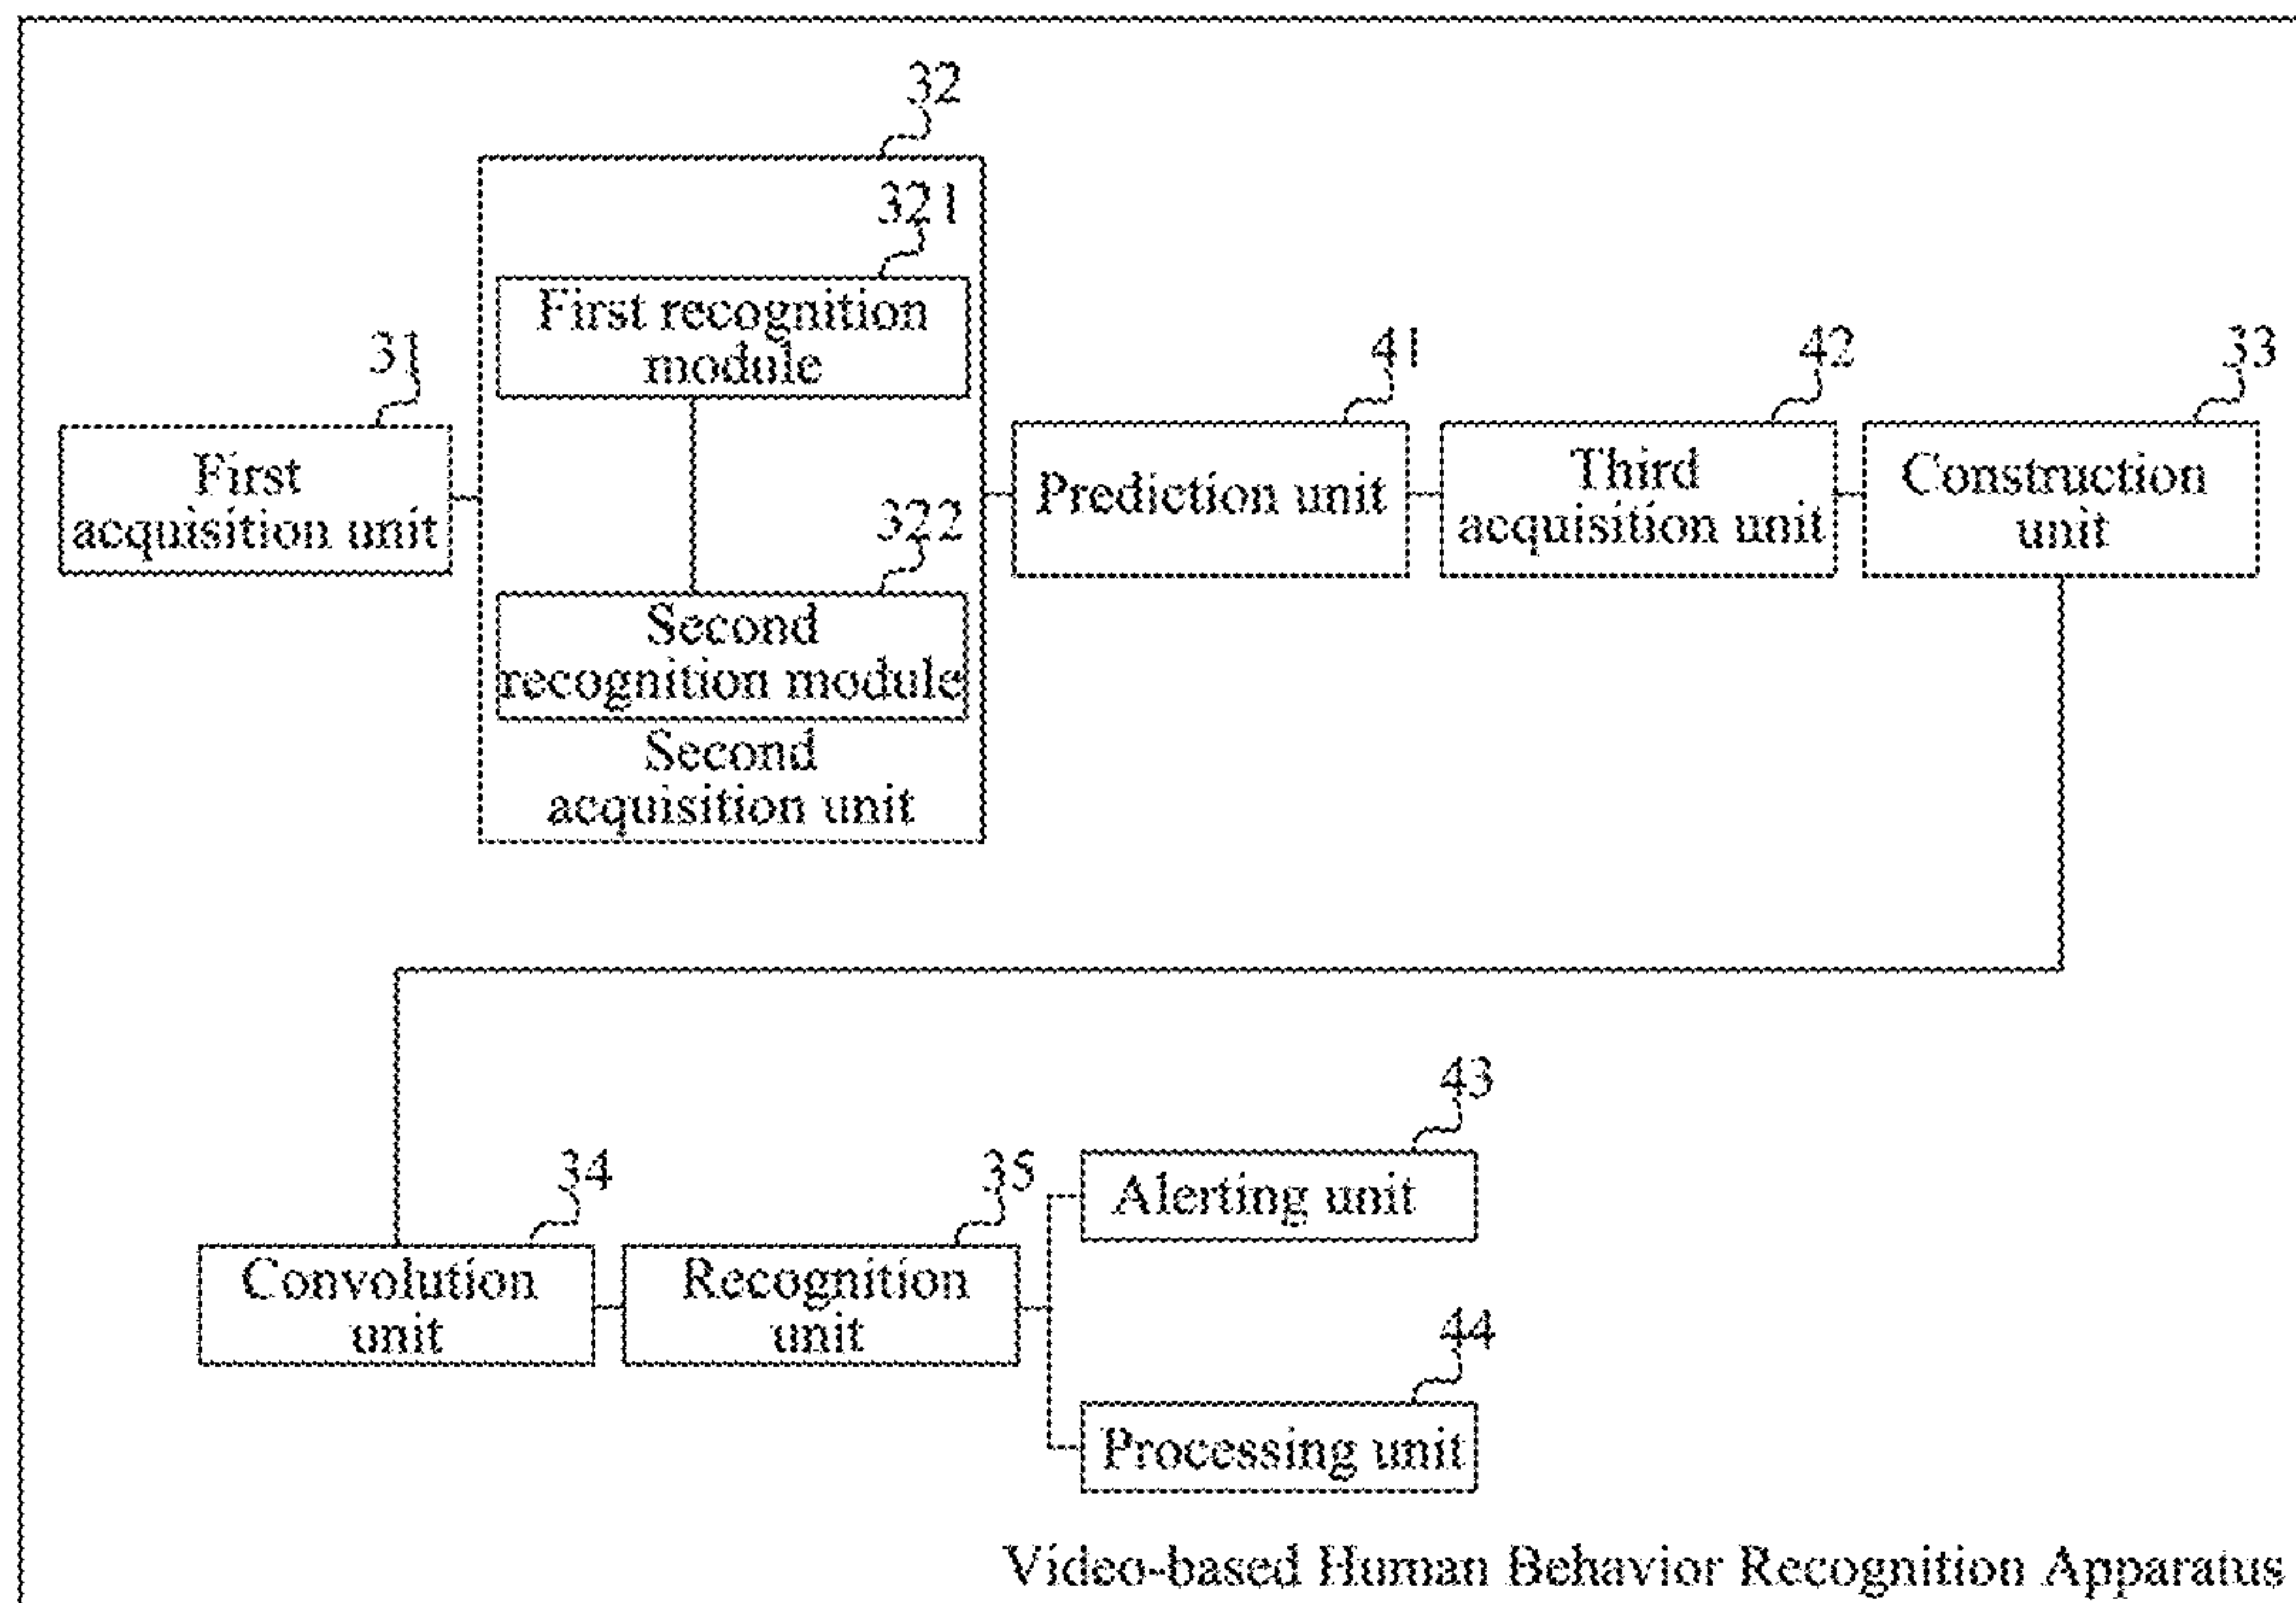 32
321
First recognition
module
31
First
acquisition unit
322
Second
recognition module
Second
acquisition unit
41
Prediction unit
42
Third
acquisition unit
33
Construction
unit
34
Convolution
unit
35
Recognition
unit
43
Alerting unit
44
Processing unit
Video-based Human Behavior Recognition Apparatus